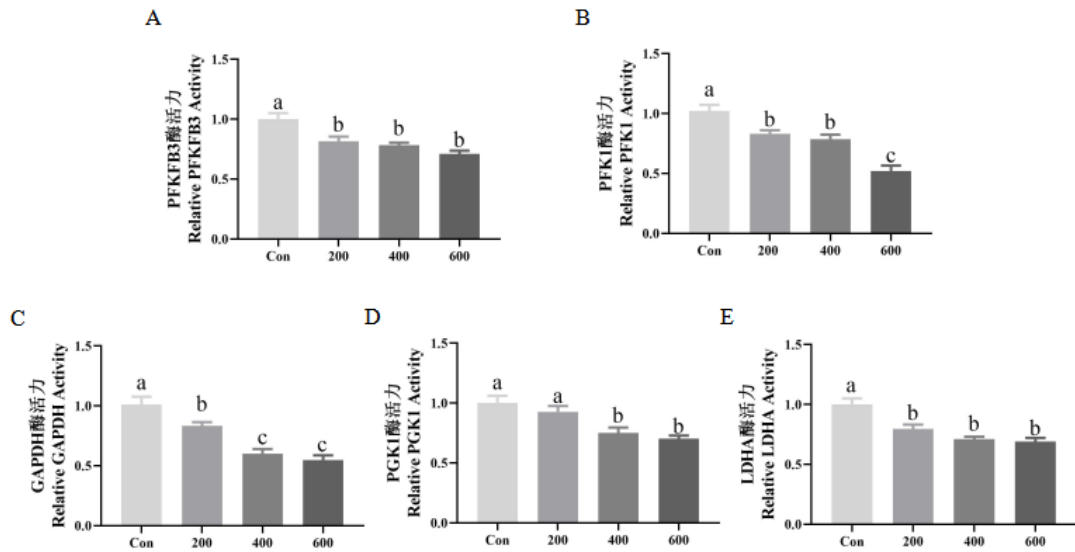 A
PFKFB3酶活力
Relative PFKFB3 Activity
1.5
1.0
0.5
0.0
a
b
b
b
Con
200
400
600
B
PFK1酶活力
Relative PFK1 Activity
1.5
1.0
0.5
0.0
a
b
b
c
Con
200
400
600
C
GAPDH酶活力
Relative GAPDH Activity
1.5
1.0
0.5
0.0
a
b
c
c
Con
200
400
600
D
PGK1酶活力
Relative PGK1 Activity
1.5
1.0
0.5
0.0
a
a
b
b
Con
200
400
600
E
LDHA酶活力
Relative LDHA Activity
1.5
1.0
0.5
0.0
a
b
b
b
Con
200
400
600